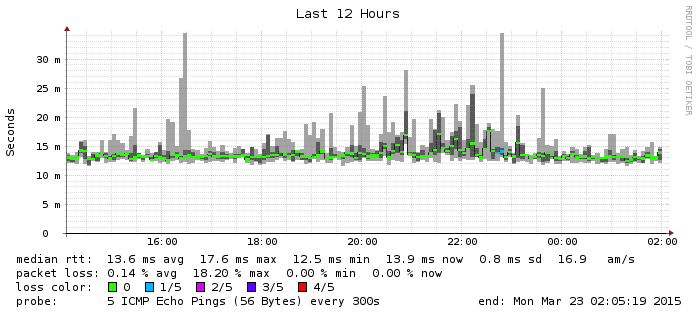 Last 12 Hours
RRDTOOL / TOBI OETIKER
Seconds
30 m
25 m
20 m
15 m
10 m
5 m
0
16:00 18:00 20:00 22:00 00:00 02:00
median rtt: 13.6 ms avg 17.6 ms max 12.5 ms min 13.9 ms now 0.8 ms sd 16.9 am/s
packet loss: 0.14 % avg 18.20 % max 0.00 % min 0.00 % now
loss color: 0 1/5 2/5 3/5 4/5
probe: 5 ICMP Echo Pings (56 Bytes) every 300s end: Mon Mar 23 02:05:19 2015